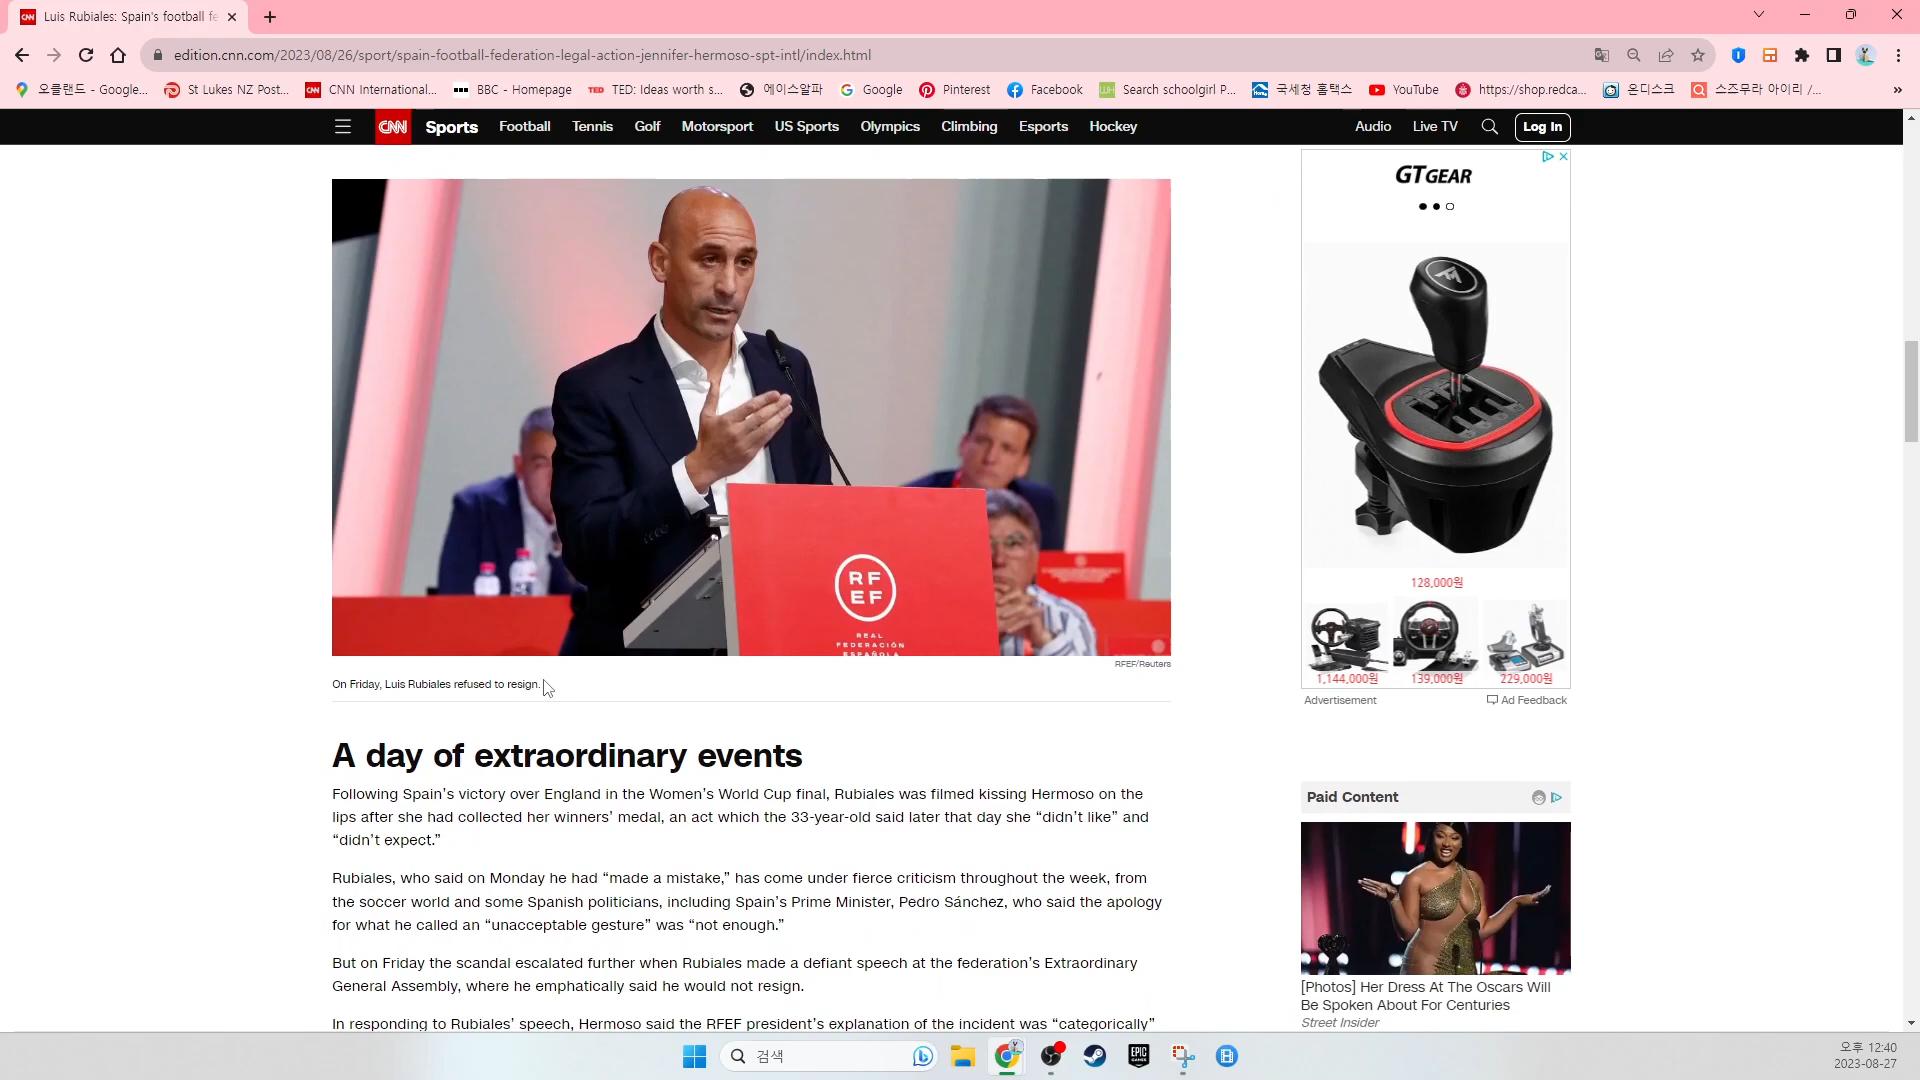 CNN Luis Rubiales: Spain's football fe
edition.cnn.com/2023/08/26/sport/spain-football-federation-legal-action-jennifer-hermoso-spt-intl/index.html
오클랜드 - Google... St Lukes NZ Post... CNN International... BBC - Homepage TED: Ideas worth s... 에이스알파 Google Pinterest Facebook Search schoolgirl P... 국세청 홈택스 YouTube https://shop.redca... 온디스크 스즈무라 아이리 /... »
CNN Sports Football Tennis Golf Motorsport US Sports Olympics Climbing Esports Hockey Audio Live TV Log In
GTGEAR
RF
EF
REAL
FEDERACIÓN
ESPAÑOLA
RFEF/Reuters
On Friday, Luis Rubiales refused to resign.
128,000원
1,144,000원 139,000원 229,000원
Advertisement Ad Feedback
A day of extraordinary events
Following Spain’s victory over England in the Women’s World Cup final, Rubiales was filmed kissing Hermoso on the
lips after she had collected her winners’ medal, an act which the 33-year-old said later that day she “didn’t like” and
“didn’t expect.”
Rubiales, who said on Monday he had “made a mistake,” has come under fierce criticism throughout the week, from
the soccer world and some Spanish politicians, including Spain’s Prime Minister, Pedro Sánchez, who said the apology
for what he called an “unacceptable gesture” was “not enough.”
But on Friday the scandal escalated further when Rubiales made a defiant speech at the federation’s Extraordinary
General Assembly, where he emphatically said he would not resign.
In responding to Rubiales’ speech, Hermoso said the RFEF president’s explanation of the incident was “categorically”
Paid Content
[Photos] Her Dress At The Oscars Will
Be Spoken About For Centuries
Street Insider
검색
EPIC
GAMES
오후 12:40
2023-08-27